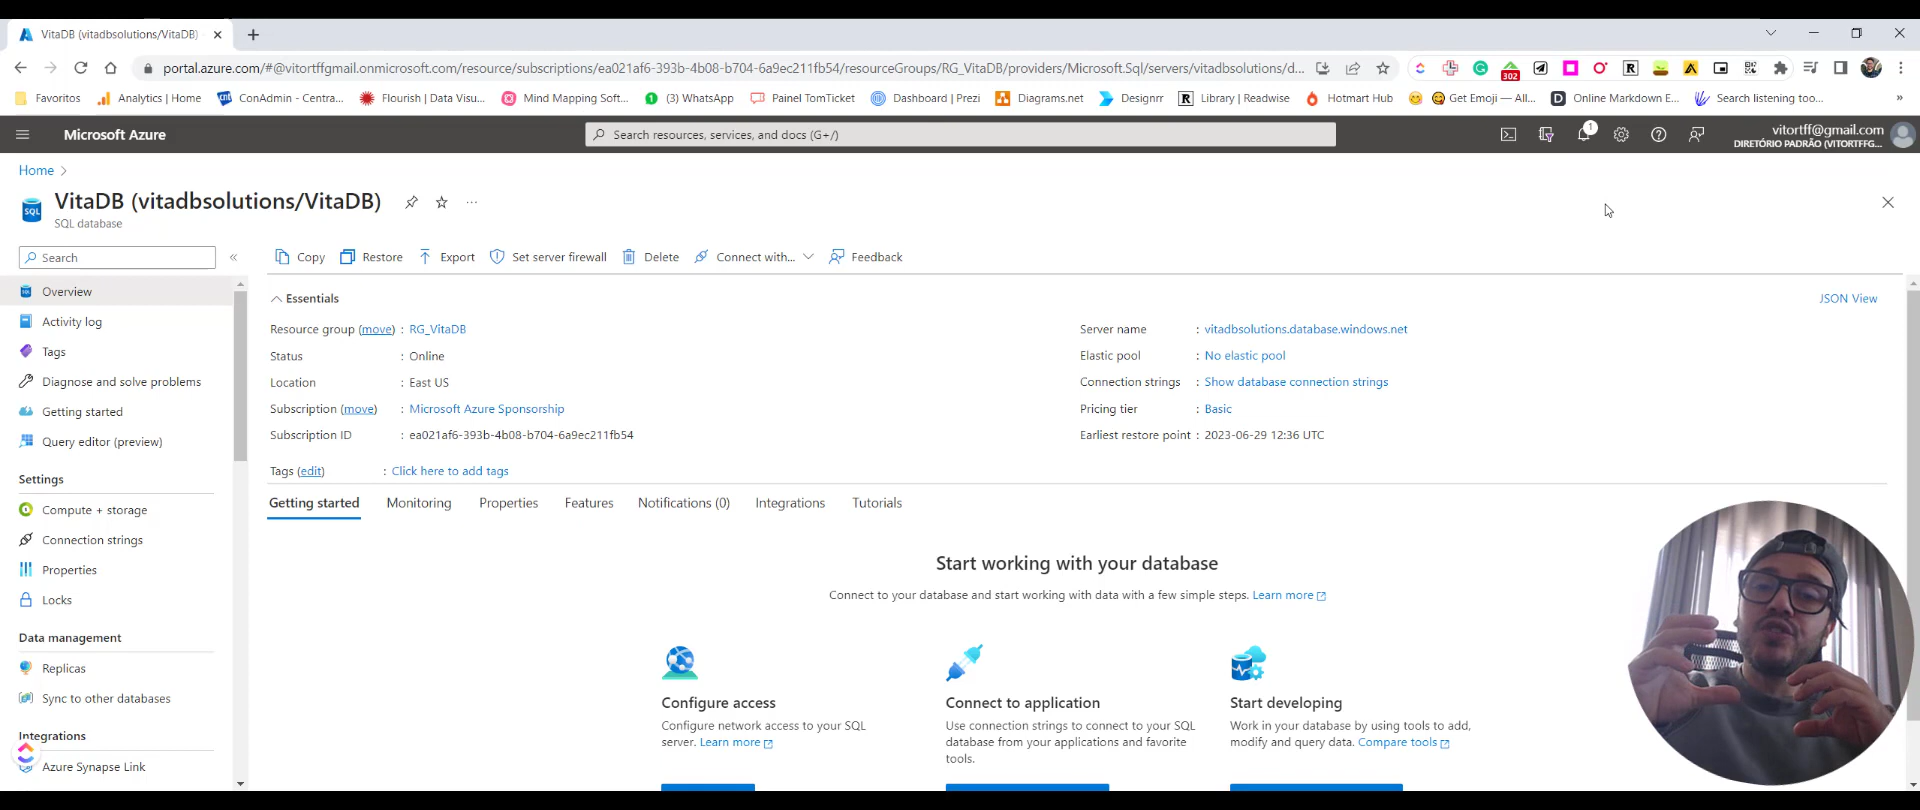 VitaDB (vitadbsolutions/VitaDB)
portal.azure.com/#@vitortffgmail.onmicrosoft.com/resource/subscriptions/ea021af6-393b-4b08-b704-6a9ec211fb54/resourceGroups/RG_VitaDB/providers/Microsoft.Sql/servers/vitadbsolutions/d...
302
Favoritos
Analytics | Home
ConAdmin - Centra...
Flourish | Data Visu...
Mind Mapping Soft...
(3) WhatsApp
Painel TomTicket
Dashboard | Prezi
Diagrams.net
Designrr
Library | Readwise
Hotmart Hub
Get Emoji — All...
Online Markdown E...
Search listening too...
»
Microsoft Azure
Search resources, services, and docs (G+/)
1
vitortff@gmail.com
DIRETÓRIO PADRÃO (VITORTFFG...
Home
VitaDB (vitadbsolutions/VitaDB)
...
SQL database
Search
«
Copy
Restore
Export
Set server firewall
Delete
Connect with...
Feedback
Overview
Activity log
Tags
Diagnose and solve problems
Getting started
Query editor (preview)
Settings
Compute + storage
Connection strings
Properties
Locks
Data management
Replicas
Sync to other databases
Integrations
Azure Synapse Link
Essentials
JSON View
Resource group (move) : RG_VitaDB
Status : Online
Location : East US
Subscription (move) : Microsoft Azure Sponsorship
Subscription ID : ea021af6-393b-4b08-b704-6a9ec211fb54
Tags (edit) : Click here to add tags
Server name : vitadbsolutions.database.windows.net
Elastic pool : No elastic pool
Connection strings : Show database connection strings
Pricing tier : Basic
Earliest restore point : 2023-06-29 12:36 UTC
Getting started
Monitoring
Properties
Features
Notifications (0)
Integrations
Tutorials
Start working with your database
Connect to your database and start working with data with a few simple steps. Learn more
Configure access
Configure network access to your SQL
server. Learn more
Connect to application
Use connection strings to connect to your SQL
database from your applications and favorite
tools.
Start developing
Work in your database by using tools to add,
modify and query data. Compare tools